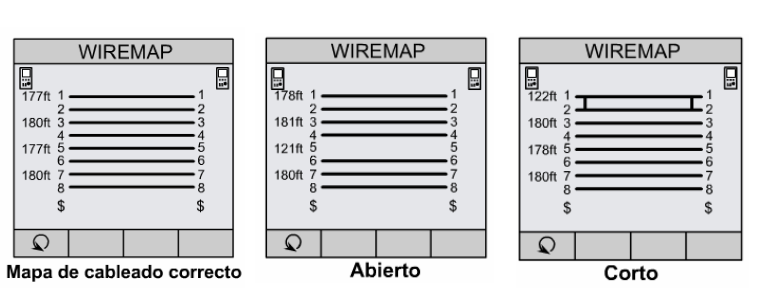 WIREMAP
177ft 1 1
2 2
180ft 3 3
4 4
177ft 5 5
6 6
180ft 7 7
8 8
$ $
Mapa de cableado correcto
WIREMAP
178ft 1 1
2 2
181ft 3 3
4 4
121ft 5 5
6 6
180ft 7 7
8 8
$ $
Abierto
WIREMAP
122ft 1 1
2 2
180ft 3 3
4 4
178ft 5 5
6 6
180ft 7 7
8 8
$ $
Corto